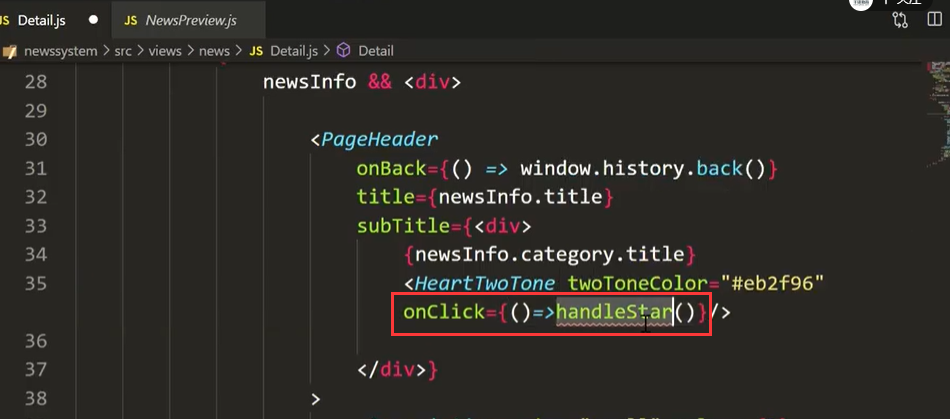 JS Detail.js ● JS NewsPreview.js
newssystem > src > views > news > JS Detail.js > Detail
28 newsInfo && <div>
29
30 <PageHeader
31 onBack={() => window.history.back()}
32 title={newsInfo.title}
33 subTitle={<div>
34 {newsInfo.category.title}
35 <HeartTwoTone twoToneColor="#eb2f96"
onClick={()=>handleStar()}/>
36
37 </div>}
38 >